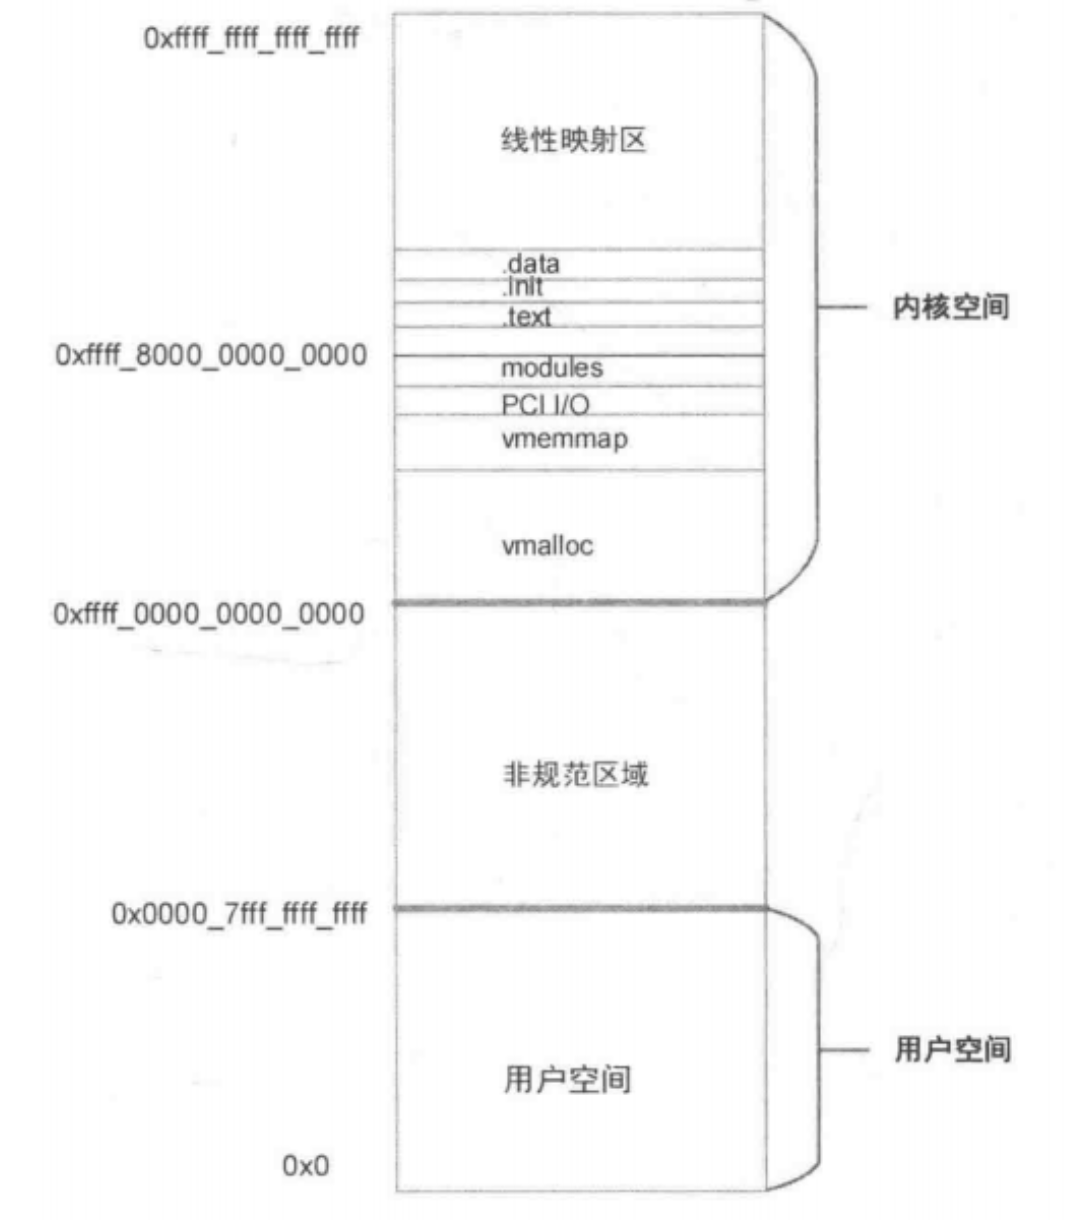 0xffff_ffff_ffff_ffff
线性映射区
.data
.init
.text
内核空间
0xffff_8000_0000_0000
modules
PCI I/O
vmemmap
vmalloc
0xffff_0000_0000_0000
非规范区域
0x0000_7fff_ffff_ffff
用户空间
用户空间
0x0